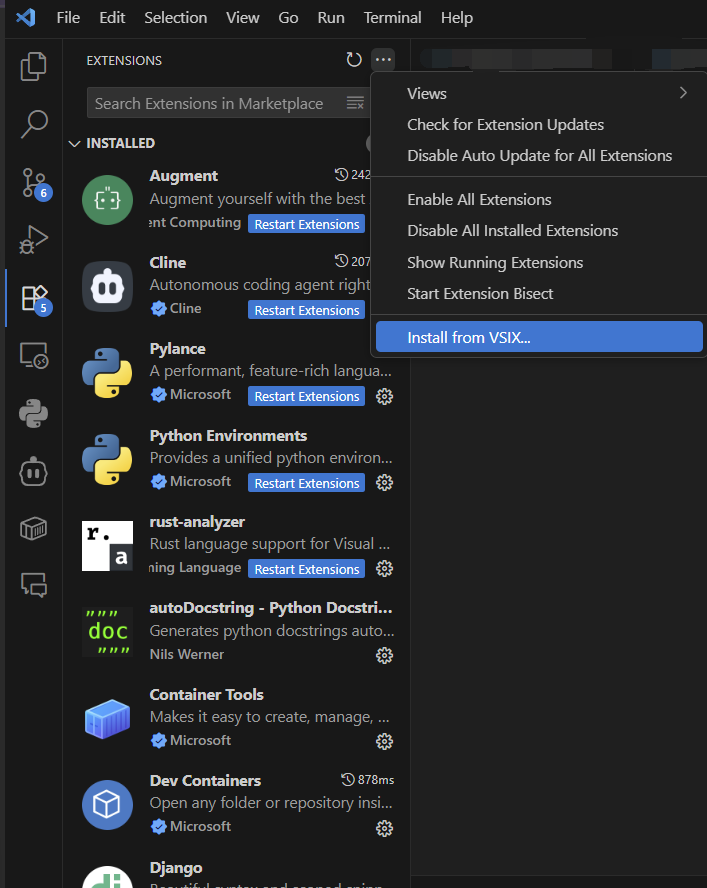 File Edit Selection View Go Run Terminal Help
EXTENSIONS
Search Extensions in Marketplace
INSTALLED
Augment 242
Augment yourself with the best
ent Computing Restart Extensions
Cline 207
Autonomous coding agent right
Cline Restart Extensions
Pylance
A performant, feature-rich langua...
Microsoft Restart Extensions
Python Environments
Provides a unified python environ...
Microsoft Restart Extensions
rust-analyzer
Rust language support for Visual ...
ning Language Restart Extensions
autoDocstring - Python Docstri...
Generates python docstrings auto...
Nils Werner
Container Tools
Makes it easy to create, manage, ...
Microsoft
Dev Containers 878ms
Open any folder or repository insi...
Microsoft
Django
Views
Check for Extension Updates
Disable Auto Update for All Extensions
Enable All Extensions
Disable All Installed Extensions
Show Running Extensions
Start Extension Bisect
Install from VSIX...
6
5
r.
a
"""
doc
"""
dj